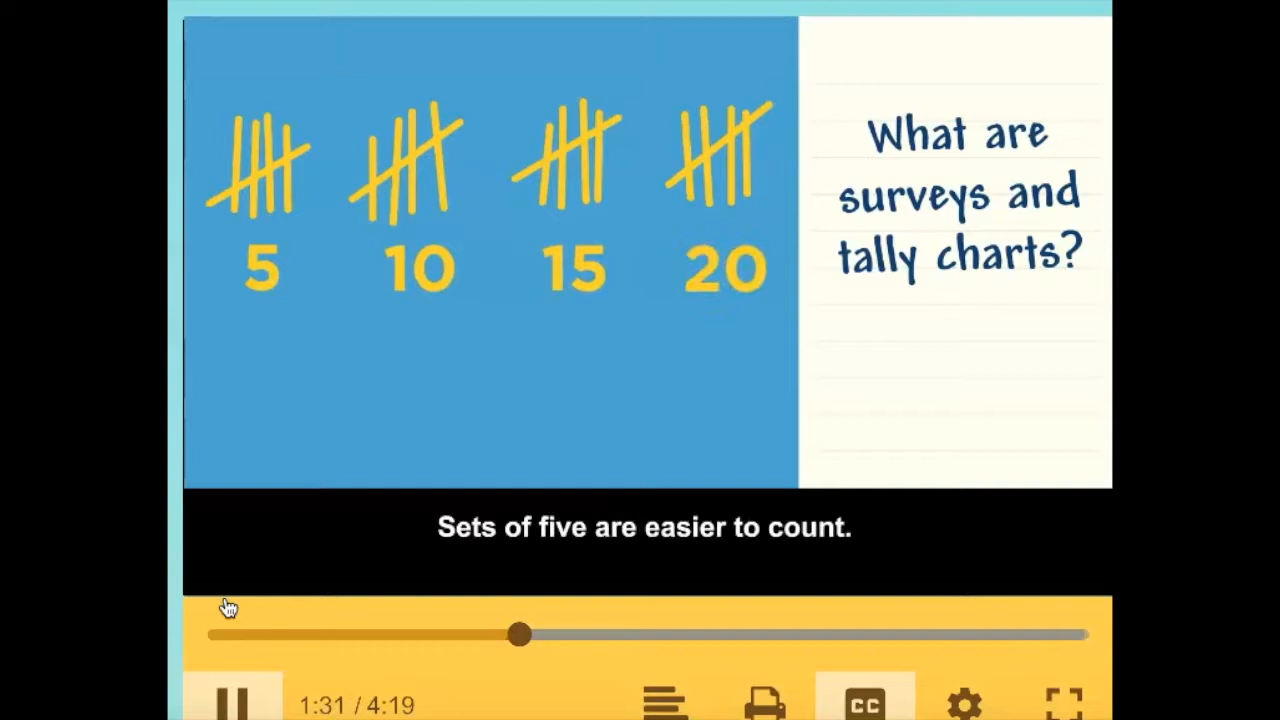 5 10 15 20
What are
surveys and
tally charts?
Sets of five are easier to count.
1:31 / 4:19
CC